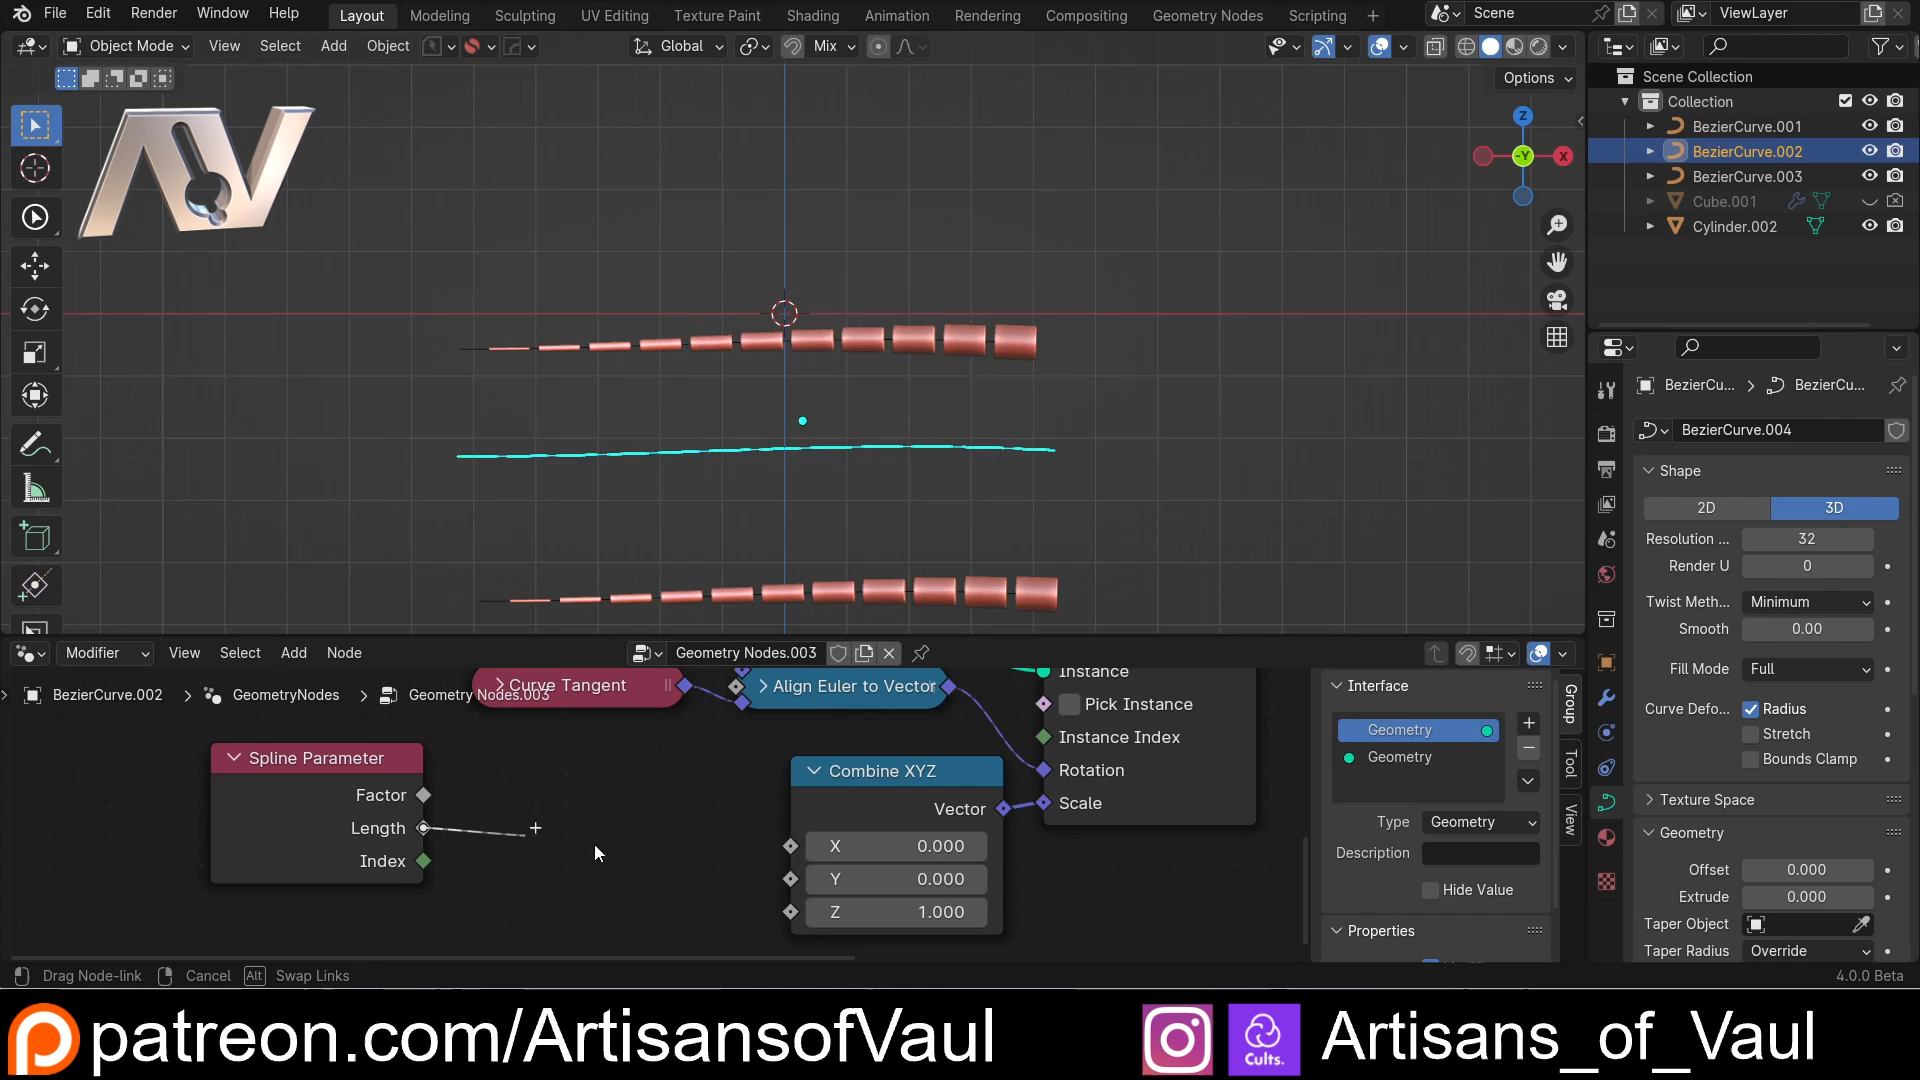 File Edit Render Window Help Layout Modeling Sculpting UV Editing Texture Paint Shading Animation Rendering Compositing Geometry Nodes Scripting + Scene ViewLayer
Object Mode View Select Add Object Global Mix
Options
Scene Collection
Collection
BezierCurve.001
BezierCurve.002
BezierCurve.003
Cube.001
Cylinder.002
Z
-Y
X
BezierCu... > BezierCu...
BezierCurve.004
Shape
2D 3D
Resolution ... 32
Render U 0
Twist Meth... Minimum
Smooth 0.00
Fill Mode Full
Curve Defo... Radius
Stretch
Bounds Clamp
Texture Space
Geometry
Offset 0.000
Extrude 0.000
Taper Object
Taper Radius Override
Modifier View Select Add Node Geometry Nodes.003
BezierCurve.002 > GeometryNodes > Geometry Nodes.003
Curve Tangent
Align Euler to Vector
Instance
Pick Instance
Instance Index
Rotation
Scale
Spline Parameter
Factor
Length
Index
Combine XYZ
Vector
X 0.000
Y 0.000
Z 1.000
Interface
Geometry
Geometry
Type Geometry
Description
Hide Value
Properties
Group
Tool
View
Drag Node-link Cancel Alt Swap Links 4.0.0 Beta
patreon.com/ArtisansofVaul
Cults.
Artisans_of_Vaul